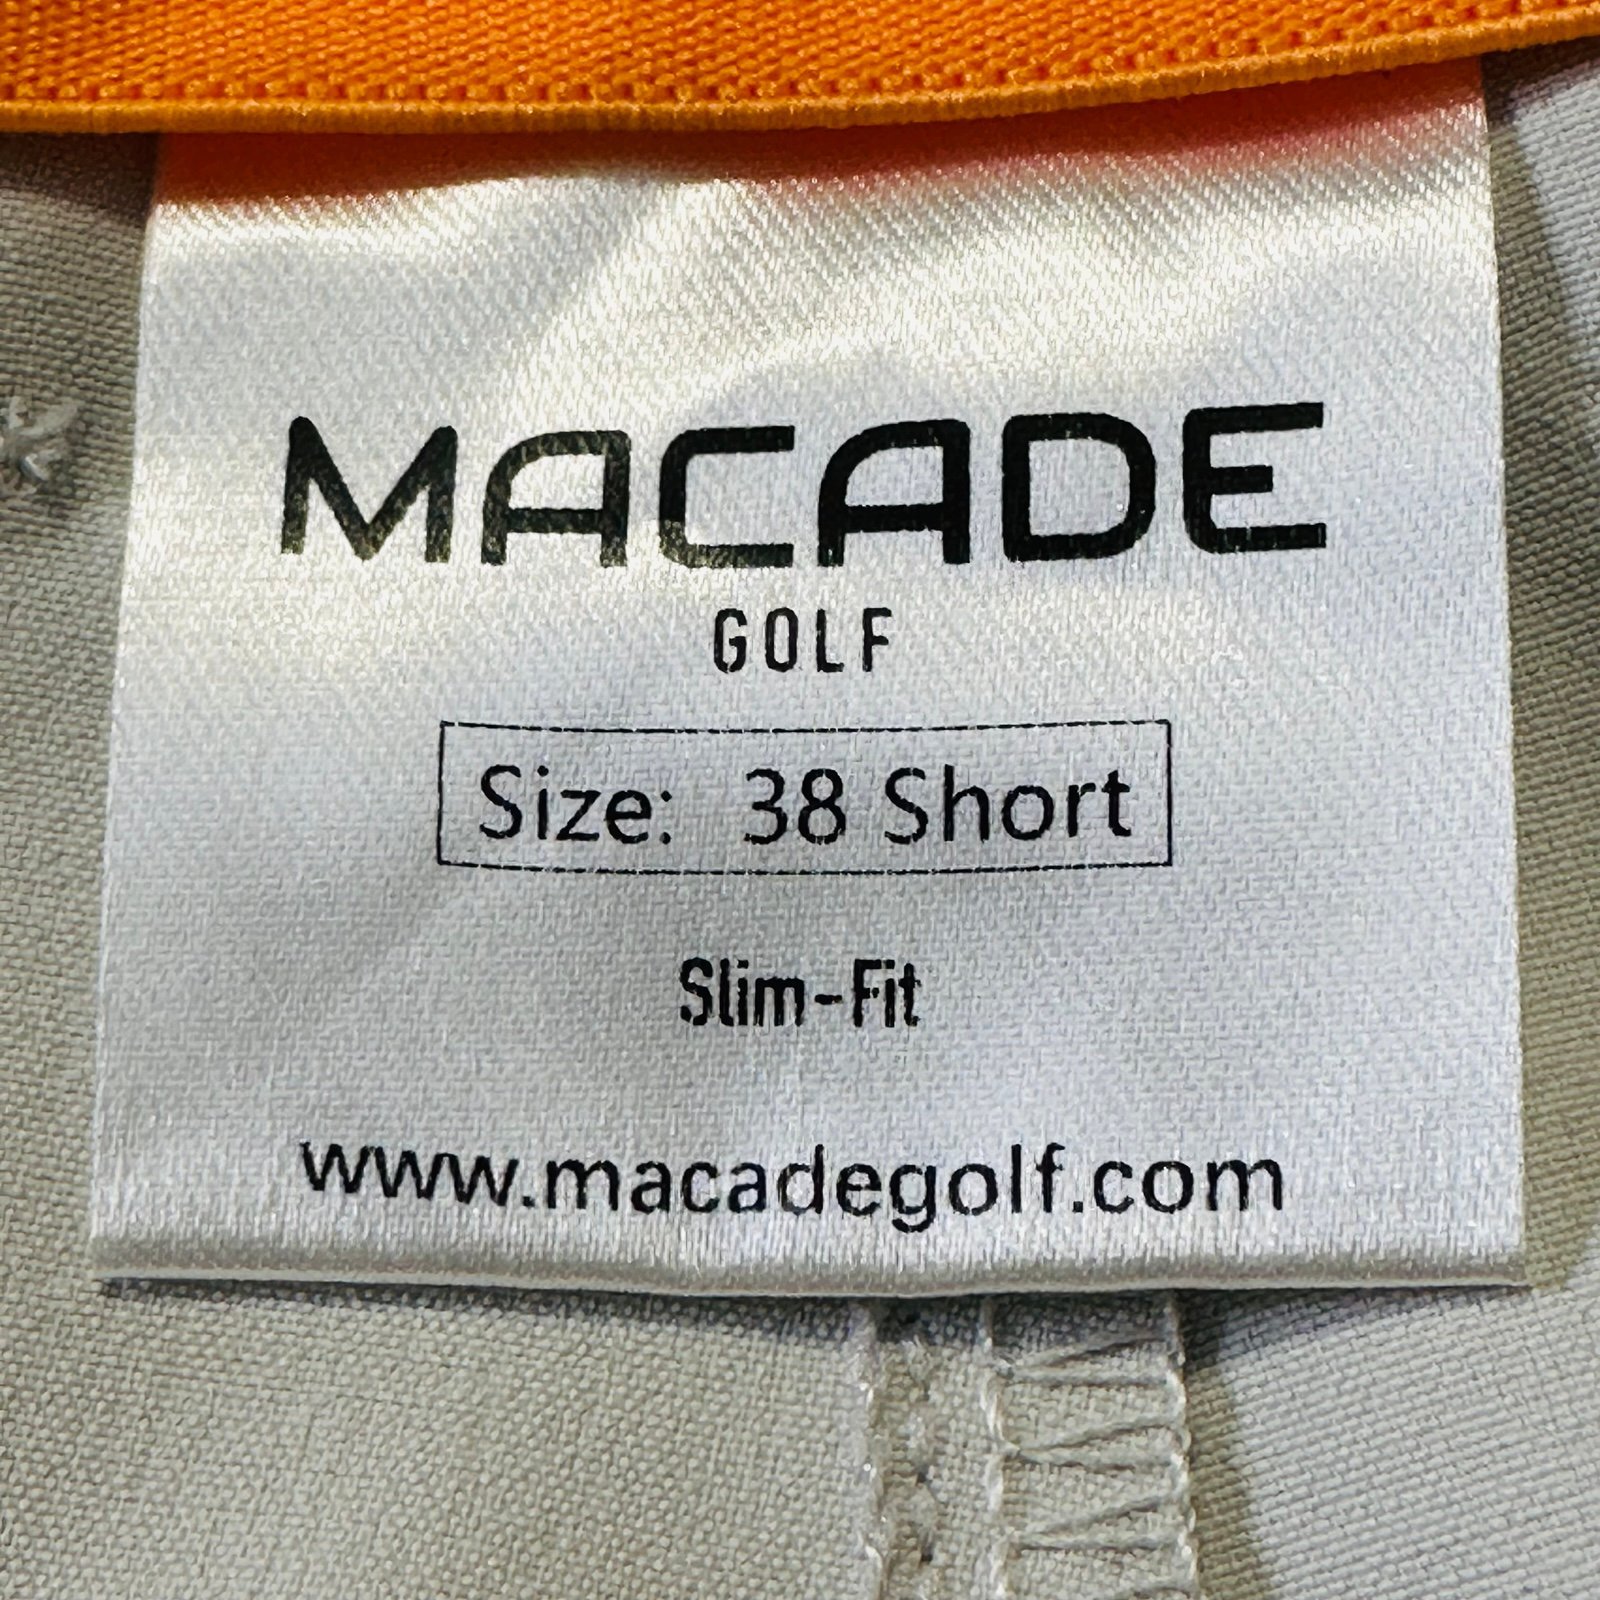 MACADE
GOLF
Size: 38 Short
Slim-Fit
www.macadegolf.com